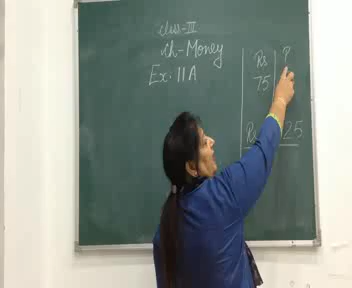 class-III
ch-Money
Ex: 11A
Rs P
75
Rs 25